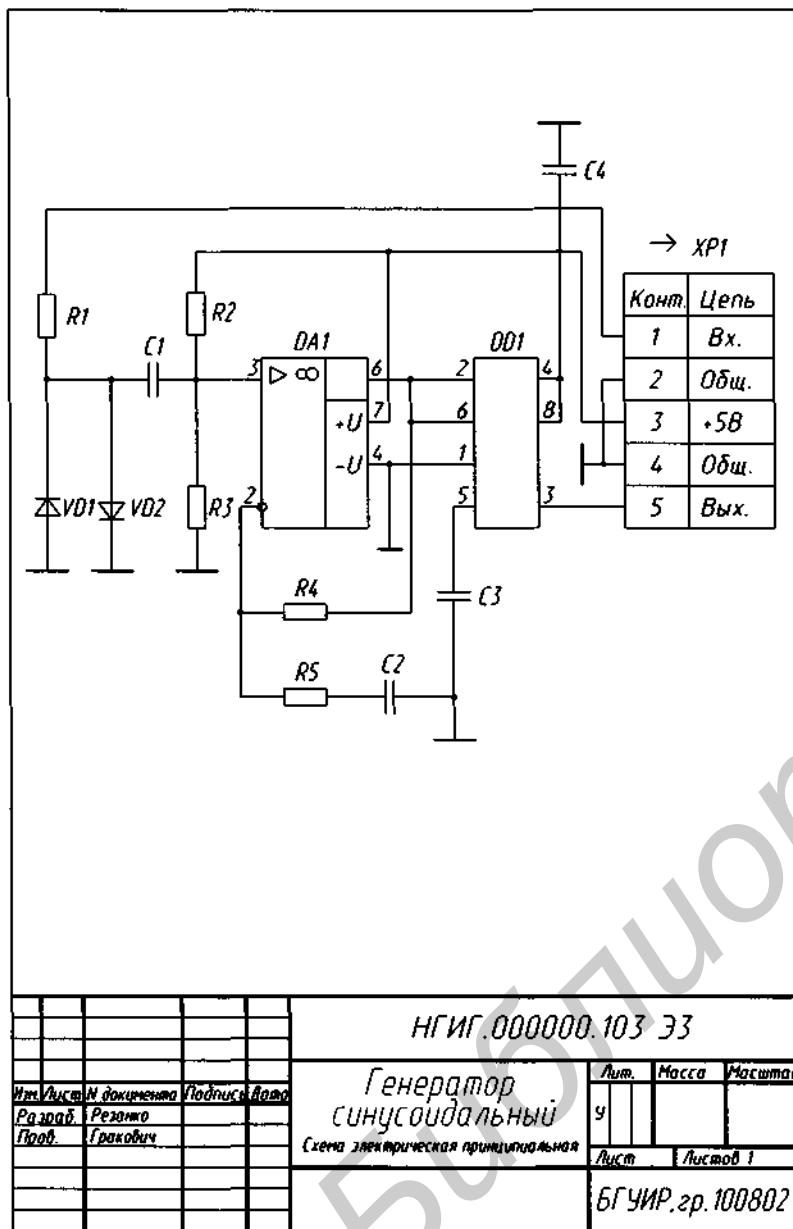 C4
→ XP1
Конт. Цепь
1 Вх.
2 Общ.
3 +5В
4 Общ.
5 Вых.
R1
R2
C1
DA1
DD1
3 ▷ ∞ 6
+U 7
-U 4
2
2 4
6 8
1
5 3
VD1
VD2
R3
R4
C3
R5
C2
НГИГ.000000.103 Э3
Генератор
синусоидальный
Схема электрическая принципиальная
Изм. Лист N документа Подпись Дата
Разраб. Резанко
Пров. Гракович
Лит. Масса Масштаб
У
Лист Листов 1
БГУИР, гр. 100802
Библио